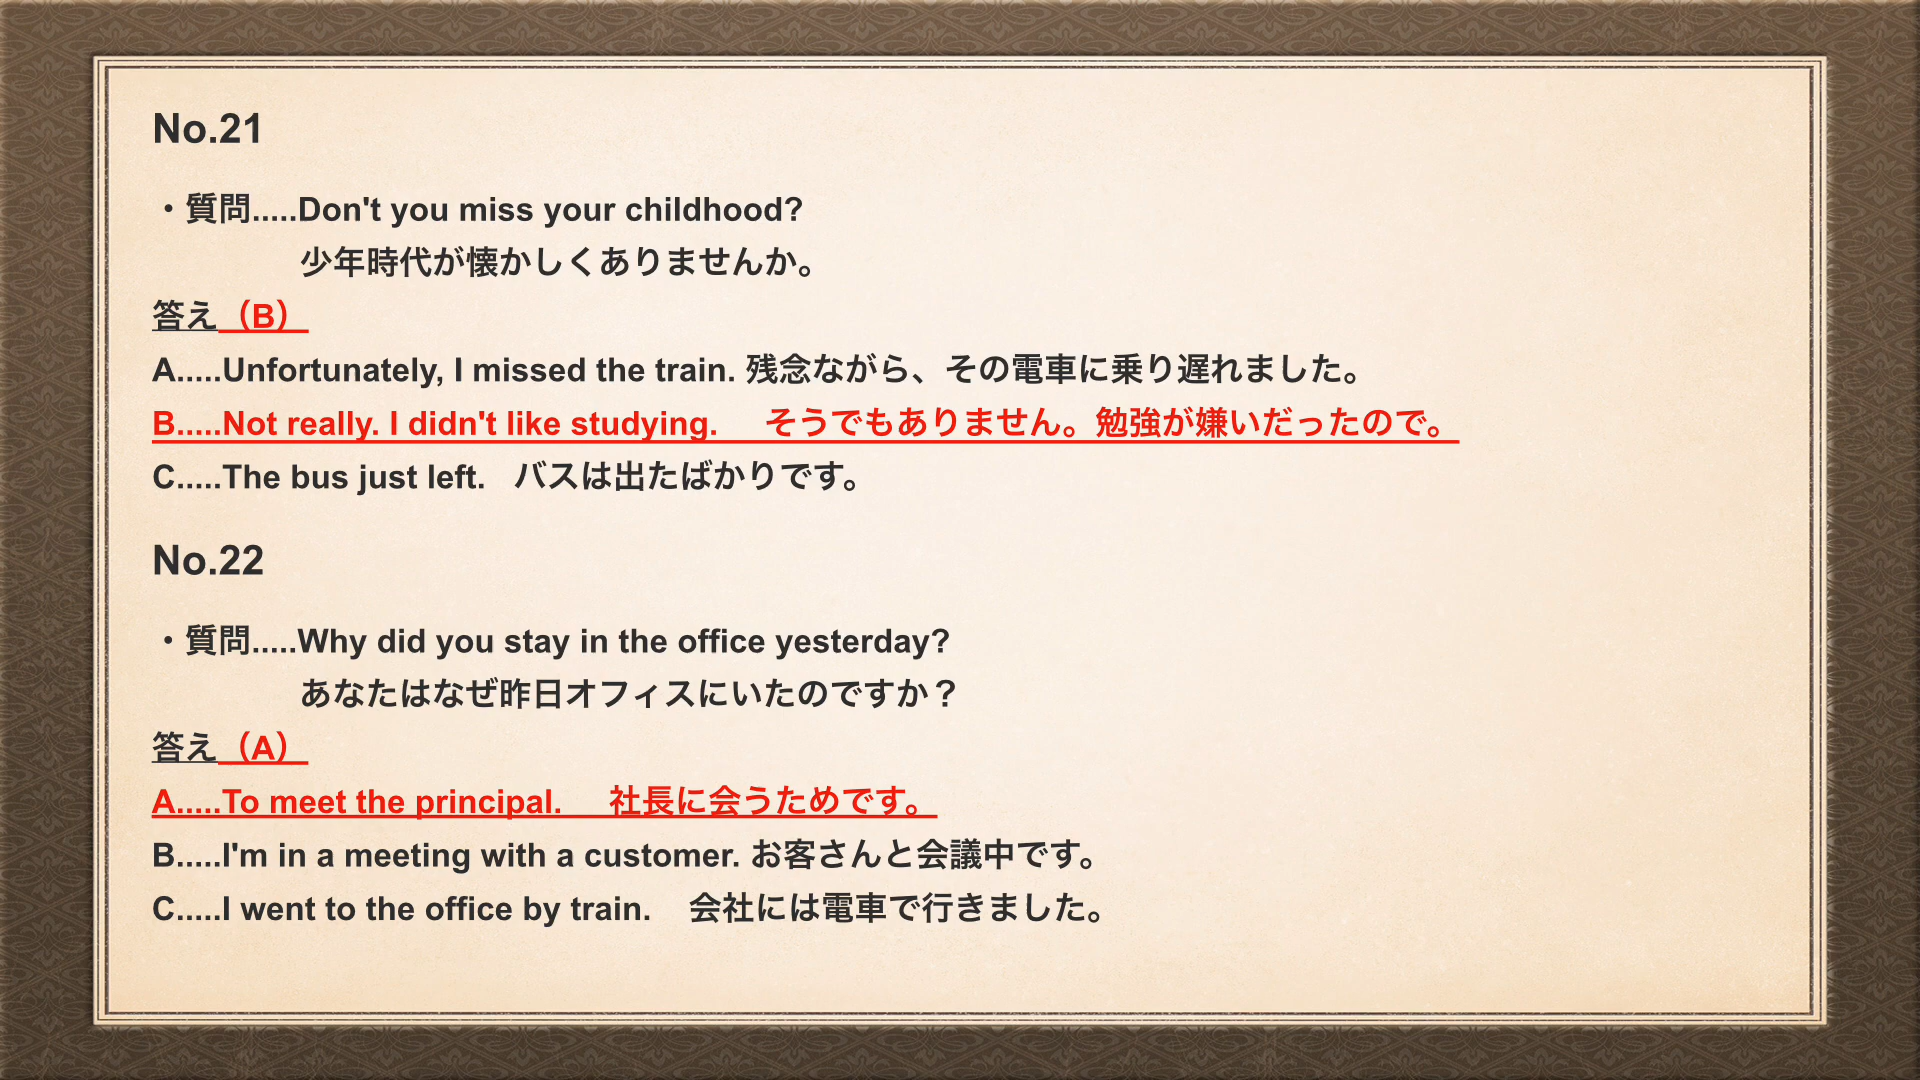 No.21
・質問.....Don't you miss your childhood?
少年時代が懐かしくありませんか。
答え（B）
A.....Unfortunately, I missed the train. 残念ながら、その電車に乗り遅れました。
B.....Not really. I didn't like studying.　そうでもありません。勉強が嫌いだったので。
C.....The bus just left.　バスは出たばかりです。
No.22
・質問.....Why did you stay in the office yesterday?
あなたはなぜ昨日オフィスにいたのですか？
答え（A）
A.....To meet the principal.　社長に会うためです。
B.....I'm in a meeting with a customer. お客さんと会議中です。
C.....I went to the office by train.　会社には電車で行きました。